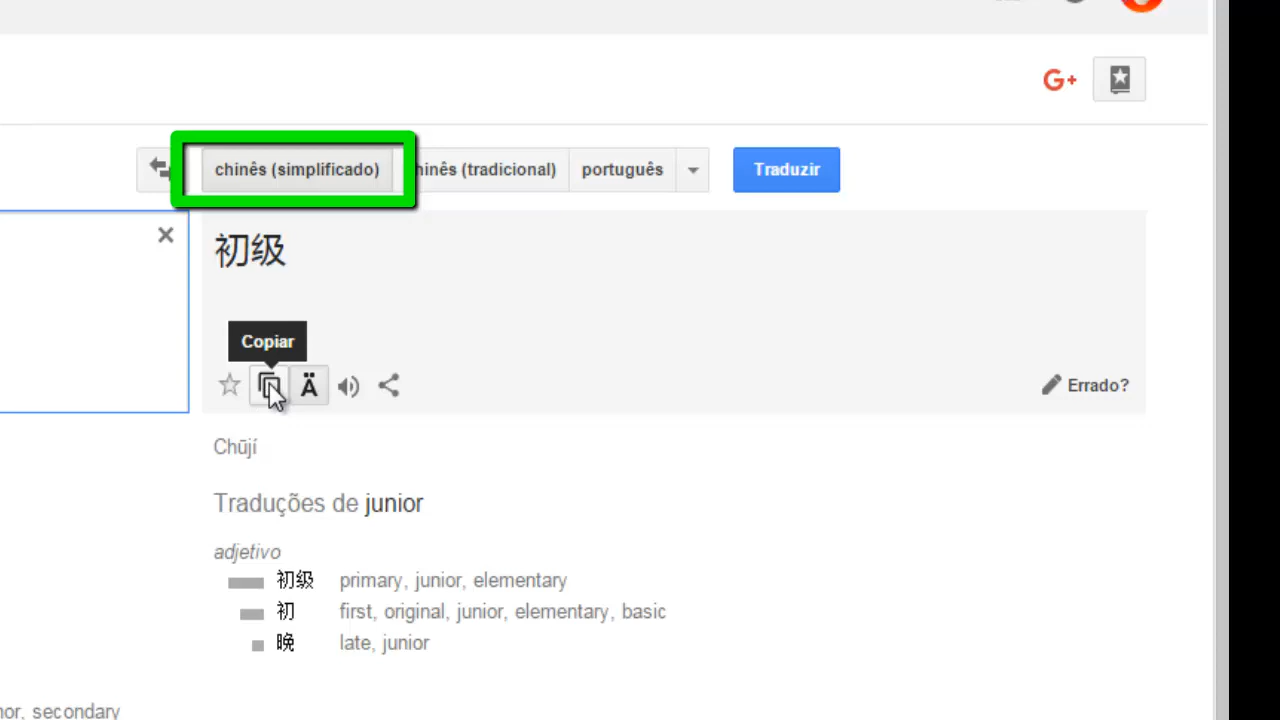 G+
chinês (simplificado)
hinês (tradicional)
português
Traduzir
初级
Copiar
Ä
Errado?
Chūjí
Traduções de junior
adjetivo
初级 primary, junior, elementary
初 first, original, junior, elementary, basic
晚 late, junior
secondary